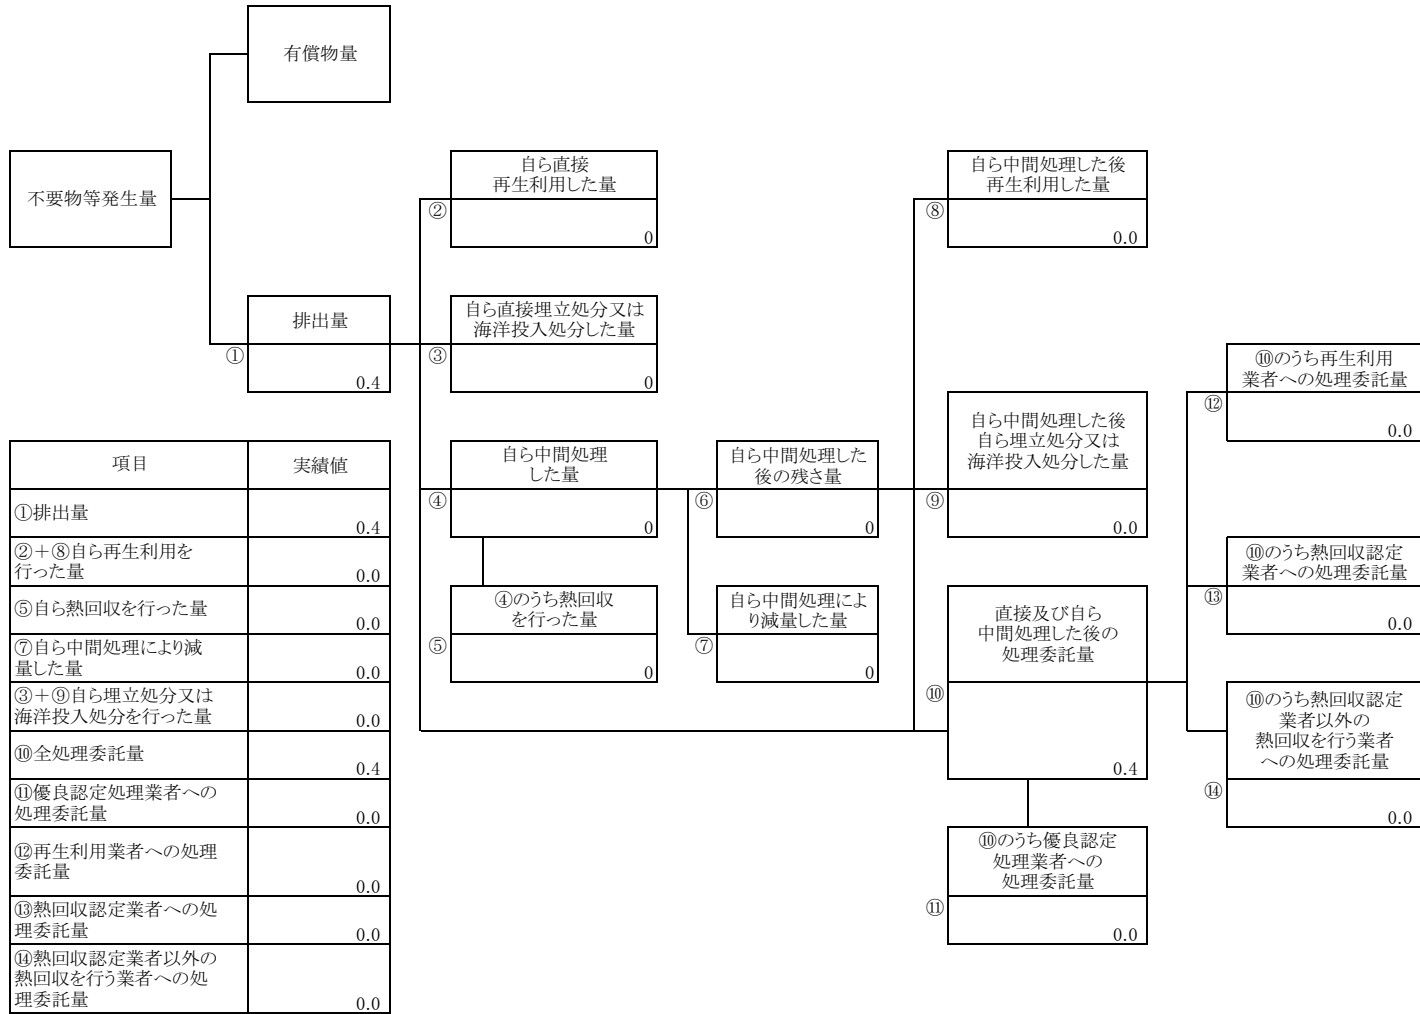 有償物量
不要物等発生量
排出量
①
0.4
自ら直接
再生利用した量
②
0
自ら直接埋立処分又は
海洋投入処分した量
③
0
自ら中間処理
した量
④
0
④のうち熱回収
を行った量
⑤
0
自ら中間処理した
後の残さ量
⑥
0
自ら中間処理によ
り減量した量
⑦
0
自ら中間処理した後
再生利用した量
⑧
0.0
自ら中間処理した後
自ら埋立処分又は
海洋投入処分した量
⑨
0.0
直接及び自ら
中間処理した後の
処理委託量
⑩
0.4
⑩のうち優良認定
処理業者への
処理委託量
⑪
0.0
⑩のうち再生利用
業者への処理委託量
⑫
0.0
⑩のうち熱回収認定
業者への処理委託量
⑬
0.0
⑩のうち熱回収認定
業者以外の
熱回収を行う業者
への処理委託量
⑭
0.0
項目 実績値
①排出量
0.4
②＋⑧自ら再生利用を
行った量
0.0
⑤自ら熱回収を行った量
0.0
⑦自ら中間処理により減
量した量
0.0
③＋⑨自ら埋立処分又は
海洋投入処分を行った量
0.0
⑩全処理委託量
0.4
⑪優良認定処理業者への
処理委託量
0.0
⑫再生利用業者への処理
委託量
0.0
⑬熱回収認定業者への処
理委託量
0.0
⑭熱回収認定業者以外の
熱回収を行う業者への処
理委託量
0.0